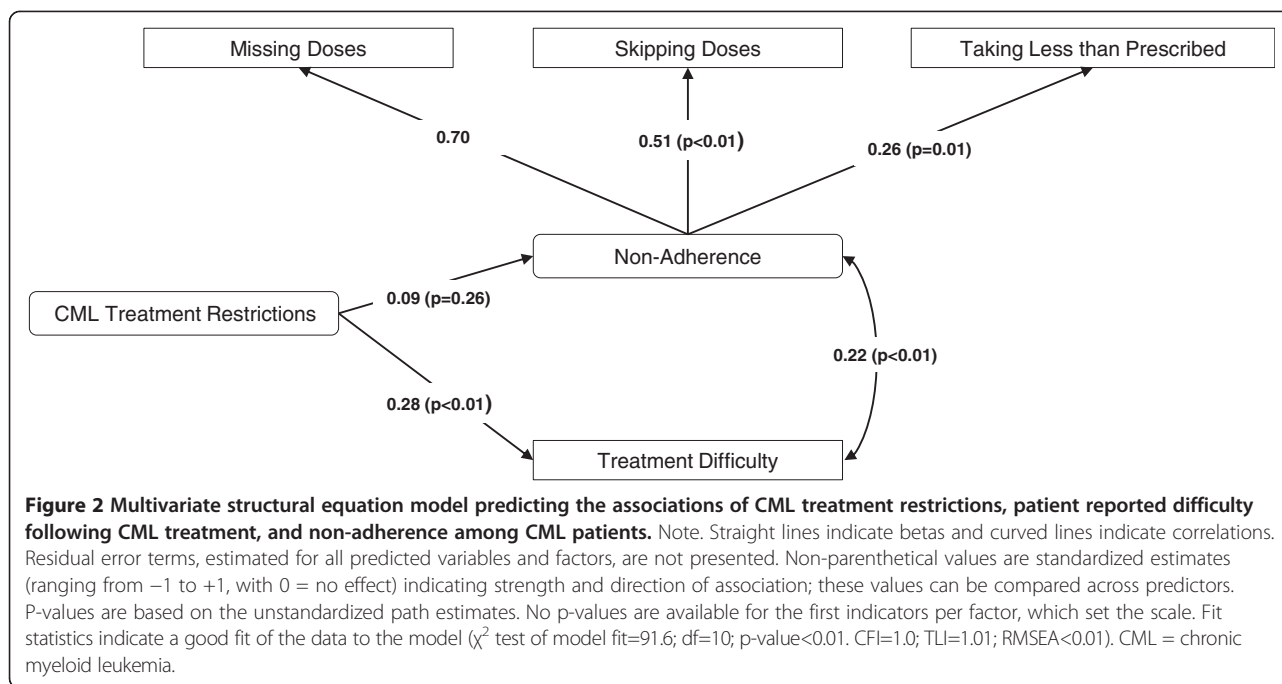 Missing Doses
Skipping Doses
Taking Less than Prescribed
0.70
0.51 (p<0.01)
0.26 (p=0.01)
Non-Adherence
0.09 (p=0.26)
CML Treatment Restrictions
0.22 (p<0.01)
0.28 (p<0.01)
Treatment Difficulty
Figure 2 Multivariate structural equation model predicting the associations of CML treatment restrictions, patient reported difficulty
following CML treatment, and non-adherence among CML patients. Note. Straight lines indicate betas and curved lines indicate correlations.
Residual error terms, estimated for all predicted variables and factors, are not presented. Non-parenthetical values are standardized estimates
(ranging from −1 to +1, with 0 = no effect) indicating strength and direction of association; these values can be compared across predictors.
P-values are based on the unstandardized path estimates. No p-values are available for the first indicators per factor, which set the scale. Fit
statistics indicate a good fit of the data to the model (χ² test of model fit=91.6; df=10; p-value<0.01. CFI=1.0; TLI=1.01; RMSEA<0.01). CML = chronic
myeloid leukemia.